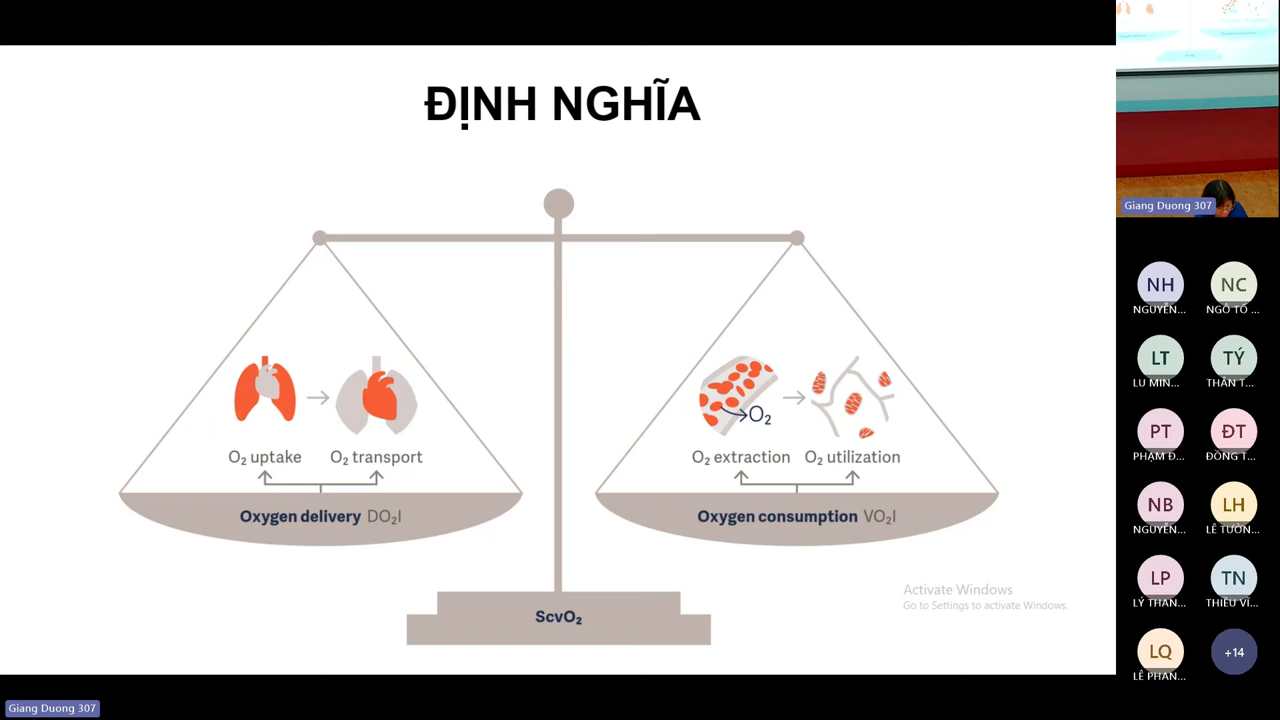 ĐỊNH NGHĨA
O₂
O₂ uptake
O₂ transport
O₂ extraction
O₂ utilization
Oxygen delivery DO₂I
Oxygen consumption VO₂I
ScvO₂
Activate Windows
Go to Settings to activate Windows.
Giang Duong 307
NH
NGUYỄN...
NC
NGÔ TỐ ...
LT
LU MIN...
TÝ
THÂN T...
PT
PHẠM Đ...
ĐT
ĐỒNG T...
NB
NGUYỄN...
LH
LÊ TƯỜN...
LP
LÝ THAN...
TN
THIỀU VĨ...
LQ
LÊ PHAN...
+14
Giang Duong 307